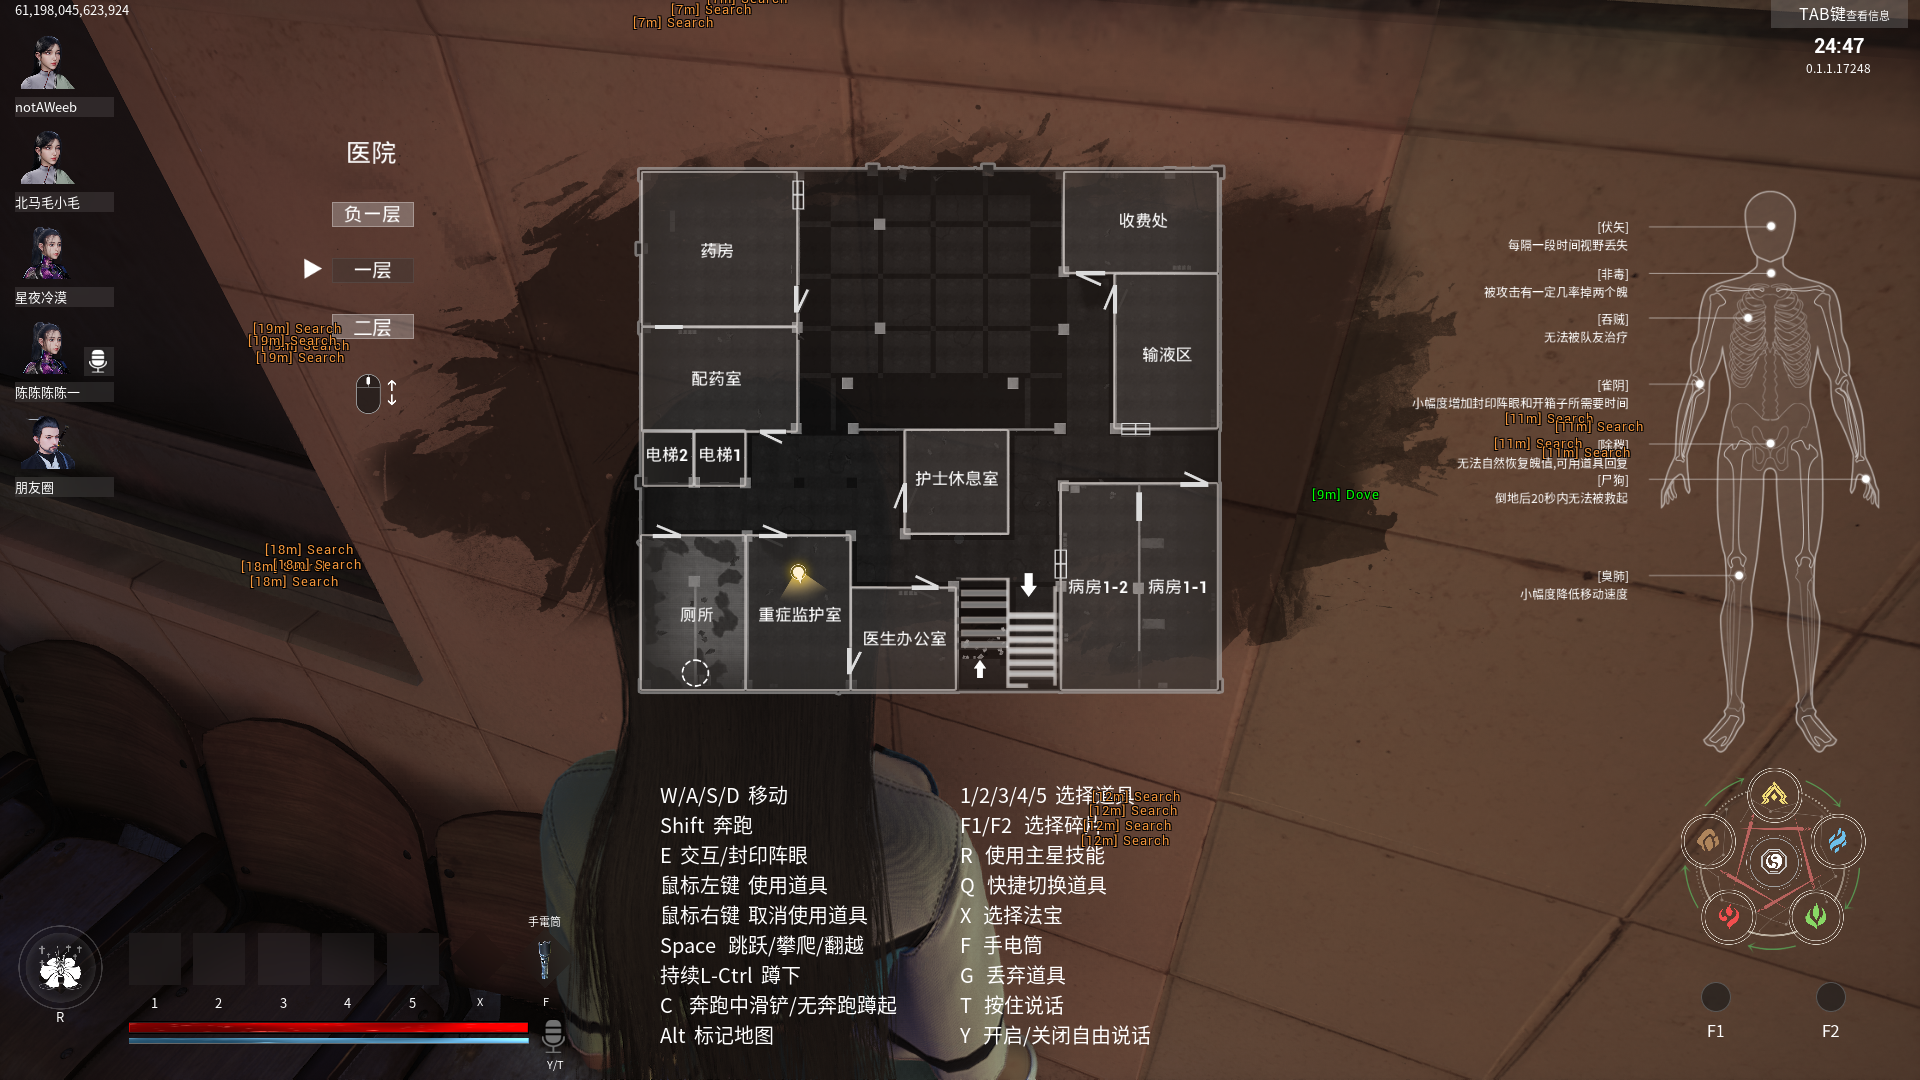 61,198,045,623,924
[7m] Search
[7m] Search
TAB键查看信息
24:47
0.1.1.17248
notAWeeb
北马毛小毛
星夜冷漠
陈陈陈陈一
朋友圈
医院
负一层
一层
二层
[19m] Search
[19m] Search
[19m] Search
[18m] Search
[18m] Search
[18m] Search
药房
收费处
配药室
输液区
电梯2
电梯1
护士休息室
厕所
重症监护室
医生办公室
病房1-2
病房1-1
[9m] Dove
[伏矢]
每隔一段时间视野丢失
[非毒]
被攻击有一定几率掉两个魄
[吞贼]
无法被队友治疗
[雀阴]
小幅度增加封印阵眼和开箱子所需要时间
[11m] Search
[11m] Search
[11m] Search
[11m] Search
[除秽]
无法自然恢复魄值,可用道具回复
[尸狗]
倒地后20秒内无法被救起
[臭肺]
小幅度降低移动速度
W/A/S/D 移动
Shift 奔跑
E 交互/封印阵眼
鼠标左键 使用道具
鼠标右键 取消使用道具
Space 跳跃/攀爬/翻越
持续L-Ctrl 蹲下
C 奔跑中滑铲/无奔跑蹲起
Alt 标记地图
1/2/3/4/5 选择道具
F1/F2 选择碎片
R 使用主星技能
Q 快捷切换道具
X 选择法宝
F 手电筒
G 丢弃道具
T 按住说话
Y 开启/关闭自由说话
[12m] Search
[12m] Search
[12m] Search
[12m] Search
手電筒
R
1
2
3
4
5
X
F
Y/T
F1
F2